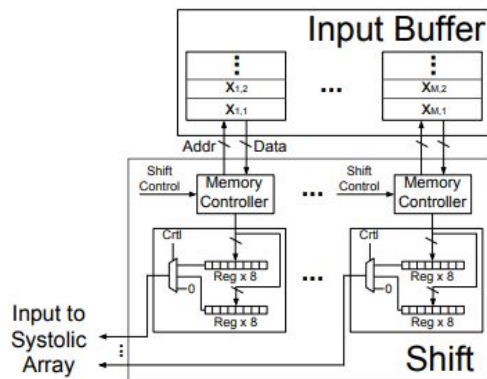 Input Buffer
X1,2
X1,1
...
XM,2
XM,1
Addr
Data
Shift
Control
Memory
Controller
...
Shift
Control
Memory
Controller
Crtl
0
Reg x 8
Reg x 8
...
Crtl
0
Reg x 8
Reg x 8
Input to
Systolic
Array
Shift